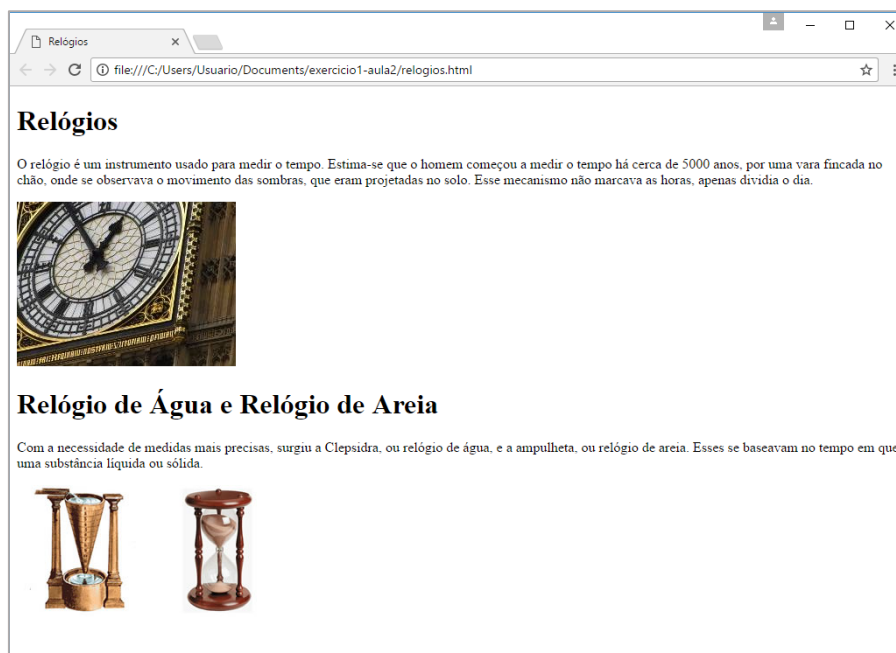 Relógios
file:///C:/Users/Usuario/Documents/exercicio1-aula2/relogios.html
Relógios
O relógio é um instrumento usado para medir o tempo. Estima-se que o homem começou a medir o tempo há cerca de 5000 anos, por uma vara fincada no
chão, onde se observava o movimento das sombras, que eram projetadas no solo. Esse mecanismo não marcava as horas, apenas dividia o dia.
Relógio de Água e Relógio de Areia
Com a necessidade de medidas mais precisas, surgiu a Clepsidra, ou relógio de água, e a ampulheta, ou relógio de areia. Esses se baseavam no tempo em que
uma substância líquida ou sólida.